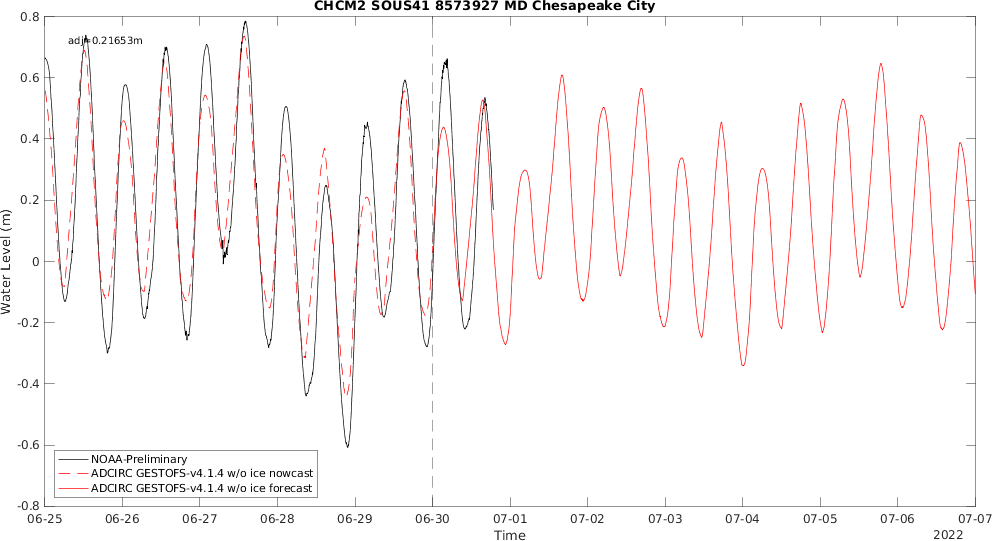 CHCM2 SOUS41 8573927 MD Chesapeake City
adj=0.21653m
0.8
0.6
0.4
0.2
0
-0.2
-0.4
-0.6
-0.8
Water Level (m)
NOAA-Preliminary
ADCIRC GESTOFS-v4.1.4 w/o ice nowcast
ADCIRC GESTOFS-v4.1.4 w/o ice forecast
06-25 06-26 06-27 06-28 06-29 06-30 07-01 07-02 07-03 07-04 07-05 07-06 07-07
Time
2022